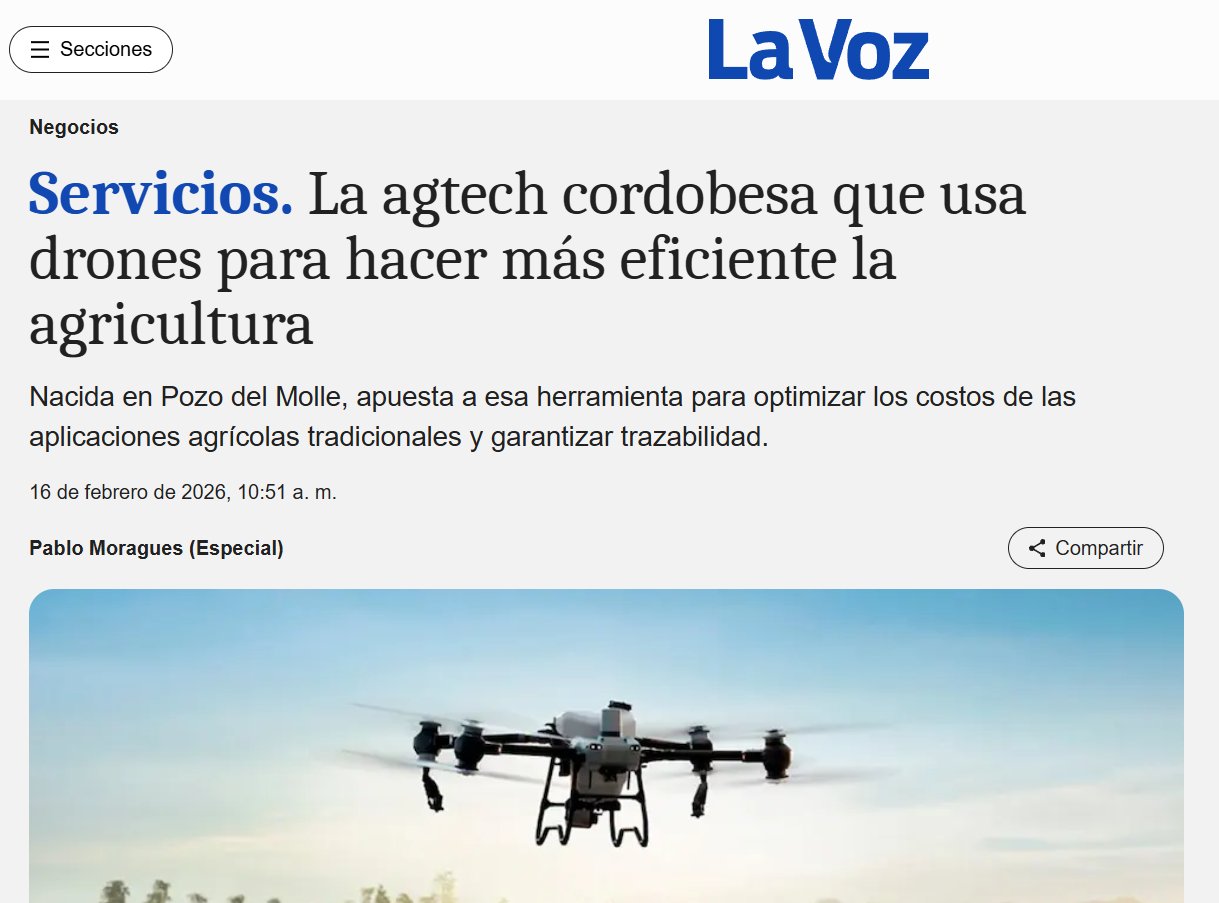 Secciones
La Voz
Negocios
Servicios. La agtech cordobesa que usa
drones para hacer más eficiente la
agricultura
Nacida en Pozo del Molle, apuesta a esa herramienta para optimizar los costos de las
aplicaciones agrícolas tradicionales y garantizar trazabilidad.
16 de febrero de 2026, 10:51 a. m.
Pablo Moragues (Especial)
Compartir